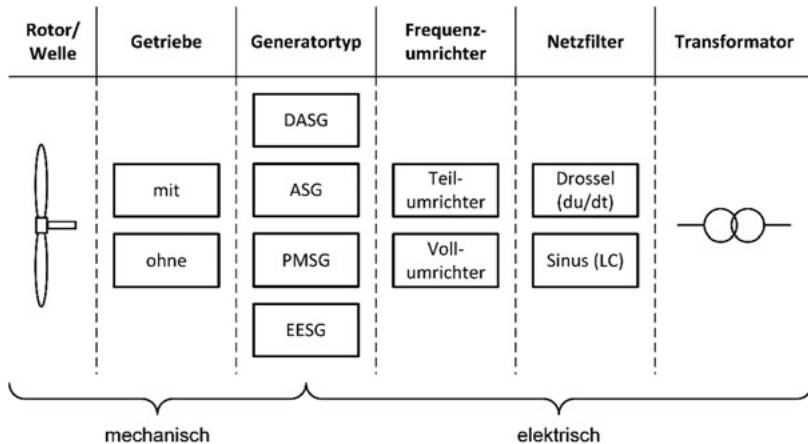 Rotor/
Welle
Getriebe
Generatortyp
Frequenz-
umrichter
Netzfilter
Transformator
DASG
mit
ASG
Teil-
umrichter
Drossel
(du/dt)
ohne
PMSG
Voll-
umrichter
Sinus (LC)
EESG
mechanisch
elektrisch